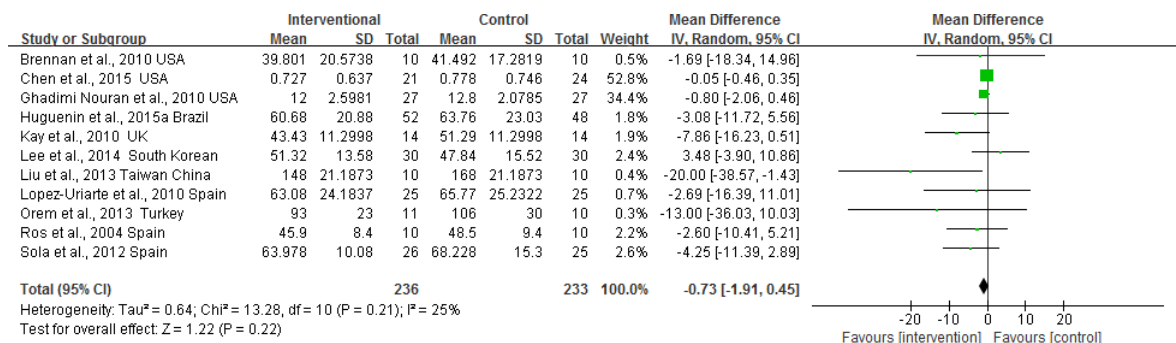 Interventional Control Mean Difference Mean Difference
Study or Subgroup Mean SD Total Mean SD Total Weight IV, Random, 95% CI IV, Random, 95% CI
Brennan et al., 2010 USA 39.801 20.5738 10 41.492 17.2819 10 0.5% -1.69 [-18.34, 14.96]
Chen et al., 2015 USA 0.727 0.637 21 0.778 0.746 24 52.8% -0.05 [-0.46, 0.35]
Ghadimi Nouran et al., 2010 USA 12 2.5981 27 12.8 2.0785 27 34.4% -0.80 [-2.06, 0.46]
Huguenin et al., 2015a Brazil 60.68 20.88 52 63.76 23.03 48 1.8% -3.08 [-11.72, 5.56]
Kay et al., 2010 UK 43.43 11.2998 14 51.29 11.2998 14 1.9% -7.86 [-16.23, 0.51]
Lee et al., 2014 South Korean 51.32 13.58 30 47.84 15.52 30 2.4% 3.48 [-3.90, 10.86]
Liu et al., 2013 Taiwan China 148 21.1873 10 168 21.1873 10 0.4% -20.00 [-38.57, -1.43]
Lopez-Uriarte et al., 2010 Spain 63.08 24.1837 25 65.77 25.2322 25 0.7% -2.69 [-16.39, 11.01]
Orem et al., 2013 Turkey 93 23 11 106 30 10 0.3% -13.00 [-36.03, 10.03]
Ros et al., 2004 Spain 45.9 8.4 10 48.5 9.4 10 2.2% -2.60 [-10.41, 5.21]
Sola et al., 2012 Spain 63.978 10.08 26 68.228 15.3 25 2.6% -4.25 [-11.39, 2.89]
Total (95% CI) 236 233 100.0% -0.73 [-1.91, 0.45]
Heterogeneity: Tau² = 0.64; Chi² = 13.28, df = 10 (P = 0.21); I² = 25%
Test for overall effect: Z = 1.22 (P = 0.22)
-20 -10 0 10 20
Favours [intervention] Favours [control]